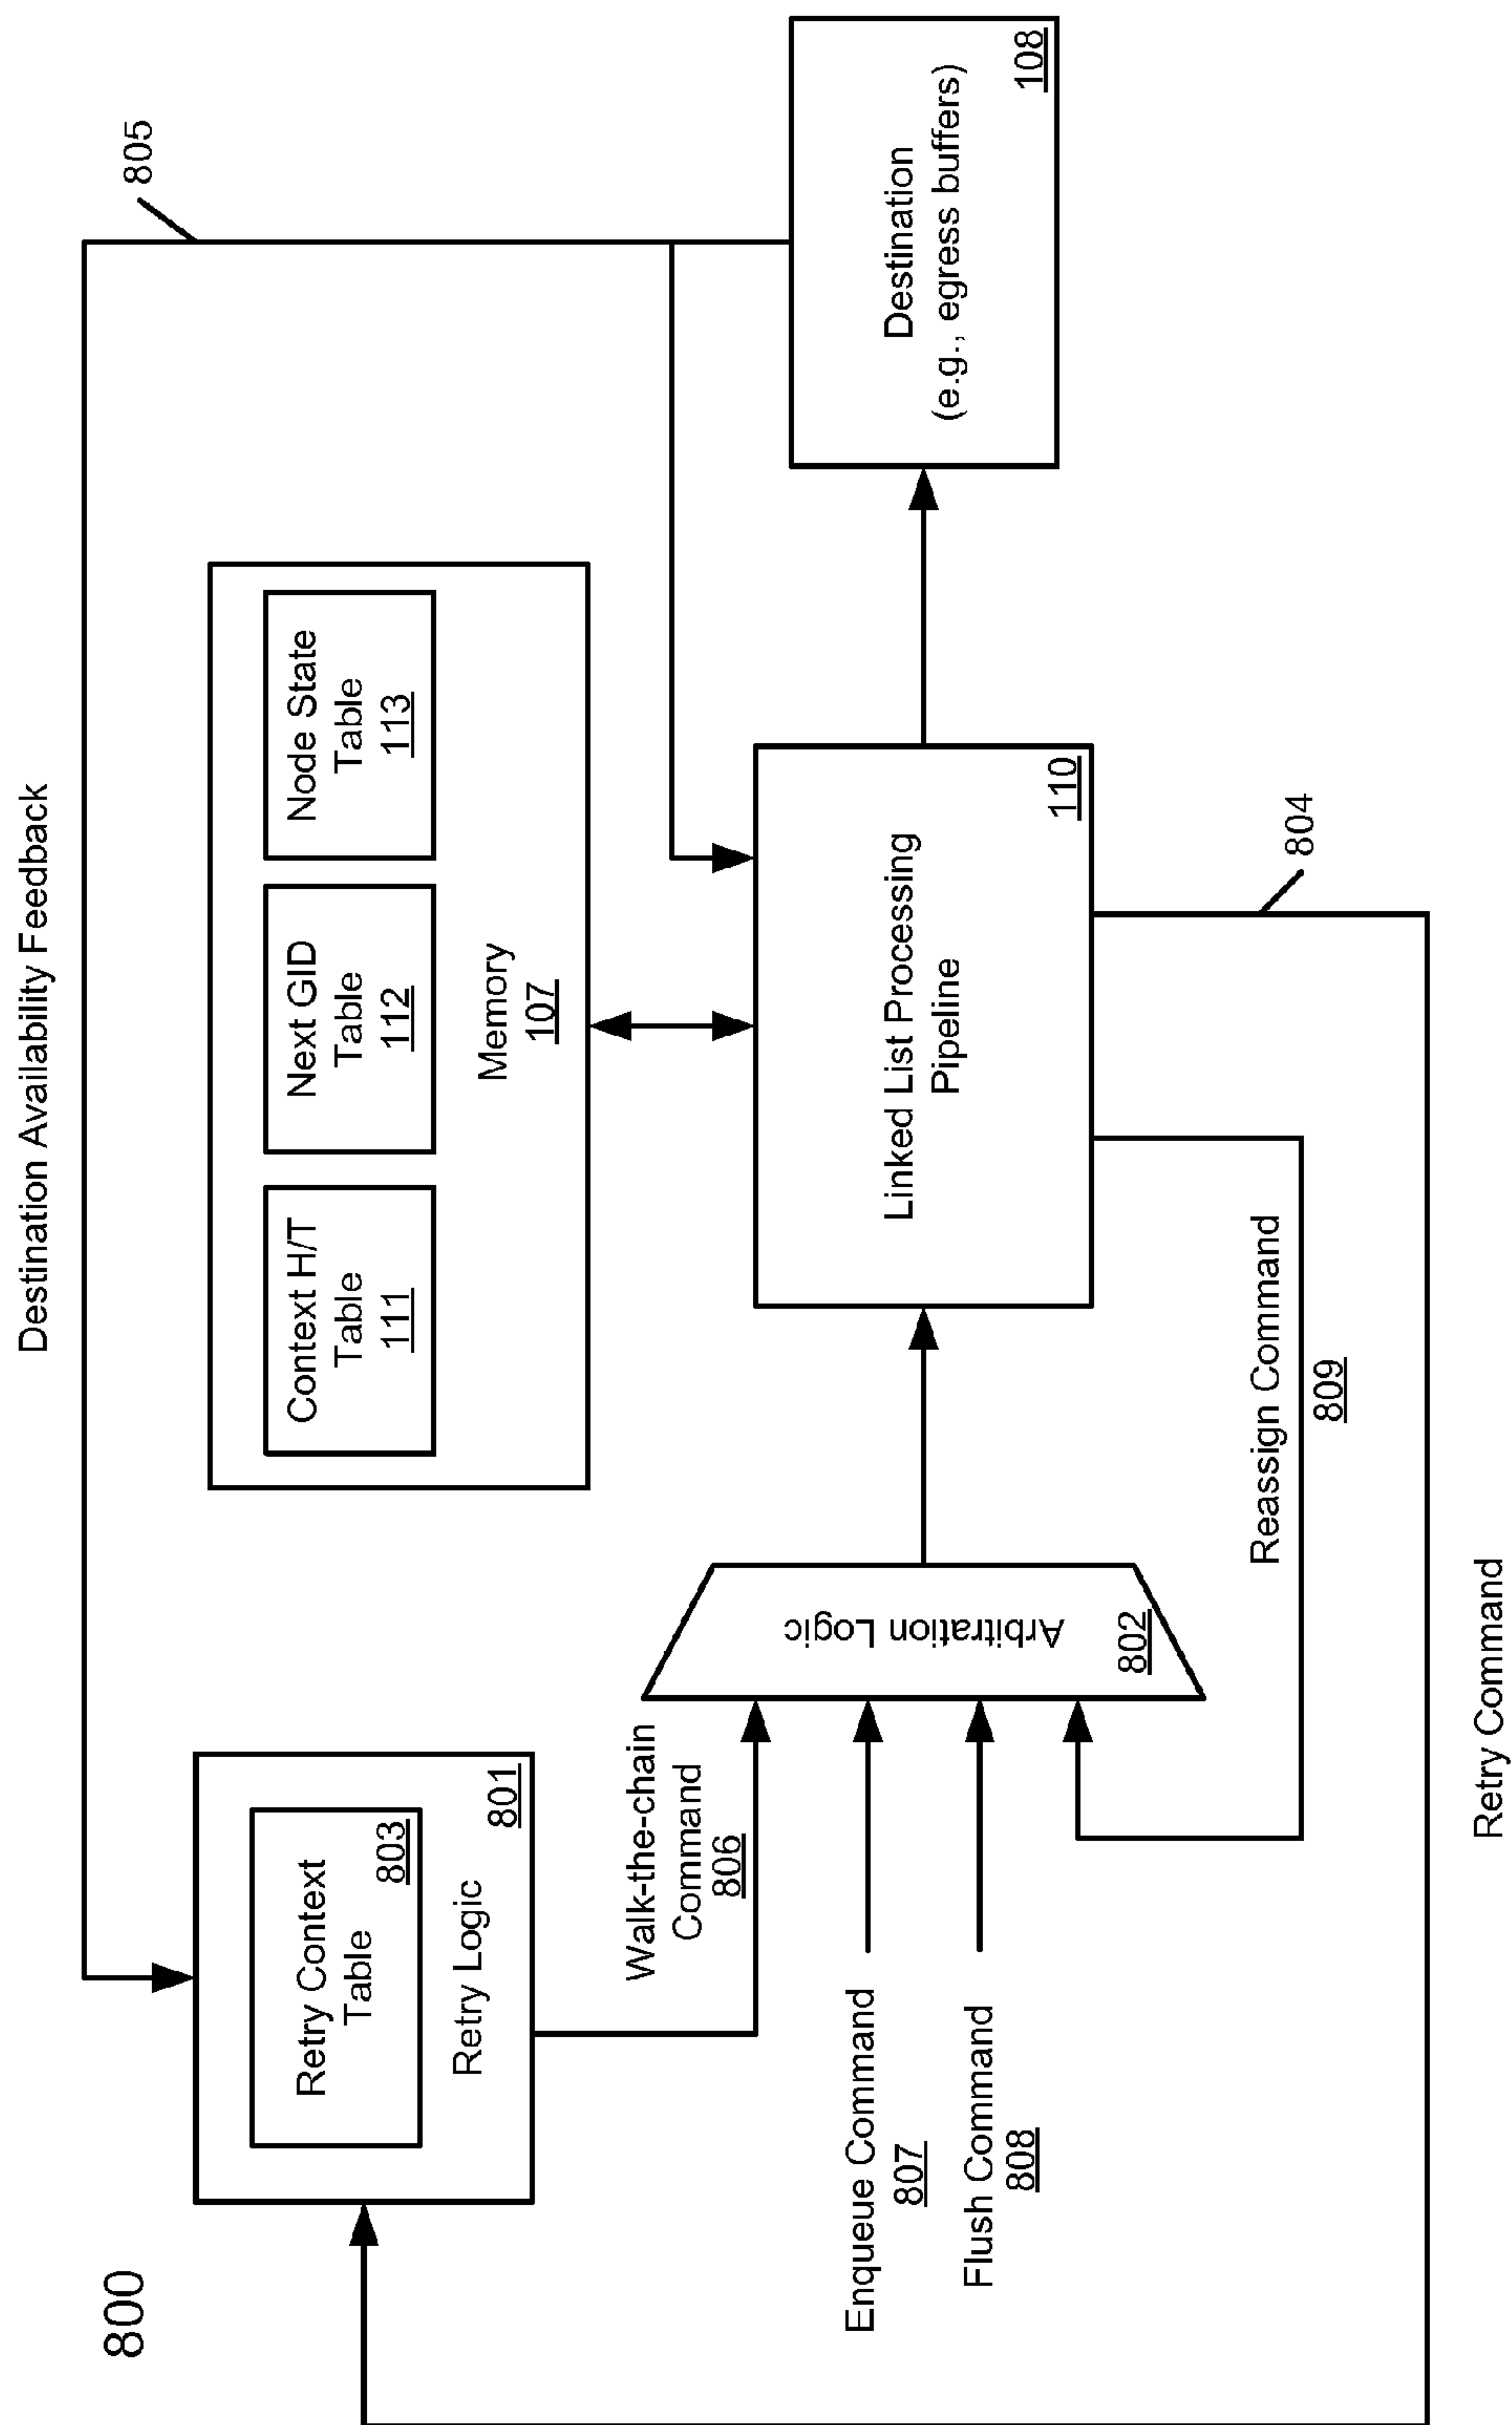 800
Destination Availability Feedback
805
Retry Context
Table
803
Retry Logic
801
Context H/T
Table
111
Next GID
Table
112
Node State
Table
113
Memory
107
Walk-the-chain
Command
806
Enqueue Command
807
Flush Command
808
Arbitration Logic
802
Linked List Processing
Pipeline
110
Destination
(e.g., egress buffers)
108
Reassign Command
809
804
Retry Command